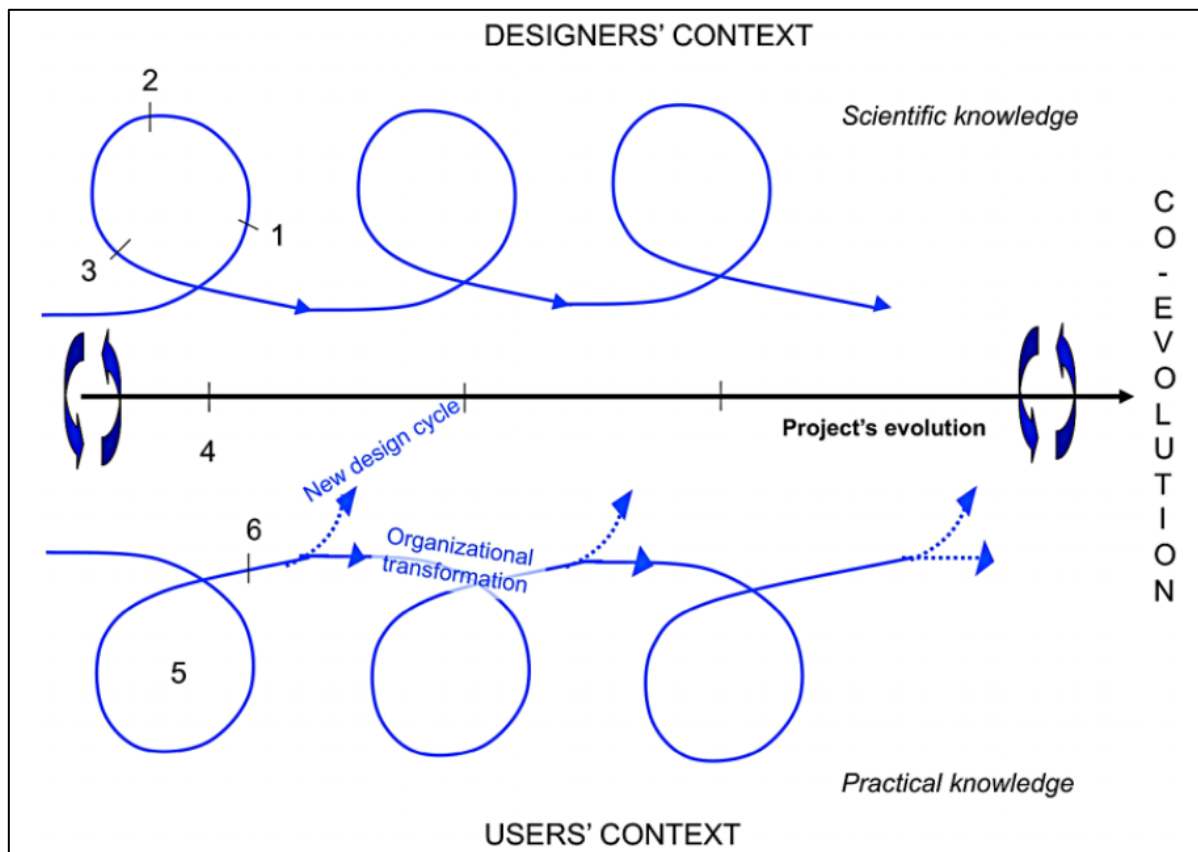 DESIGNERS' CONTEXT
2
Scientific knowledge
1
3
C
O
-
E
V
O
L
U
T
I
O
N
Project's evolution
4
New design cycle
6
Organizational
transformation
5
Practical knowledge
USERS' CONTEXT